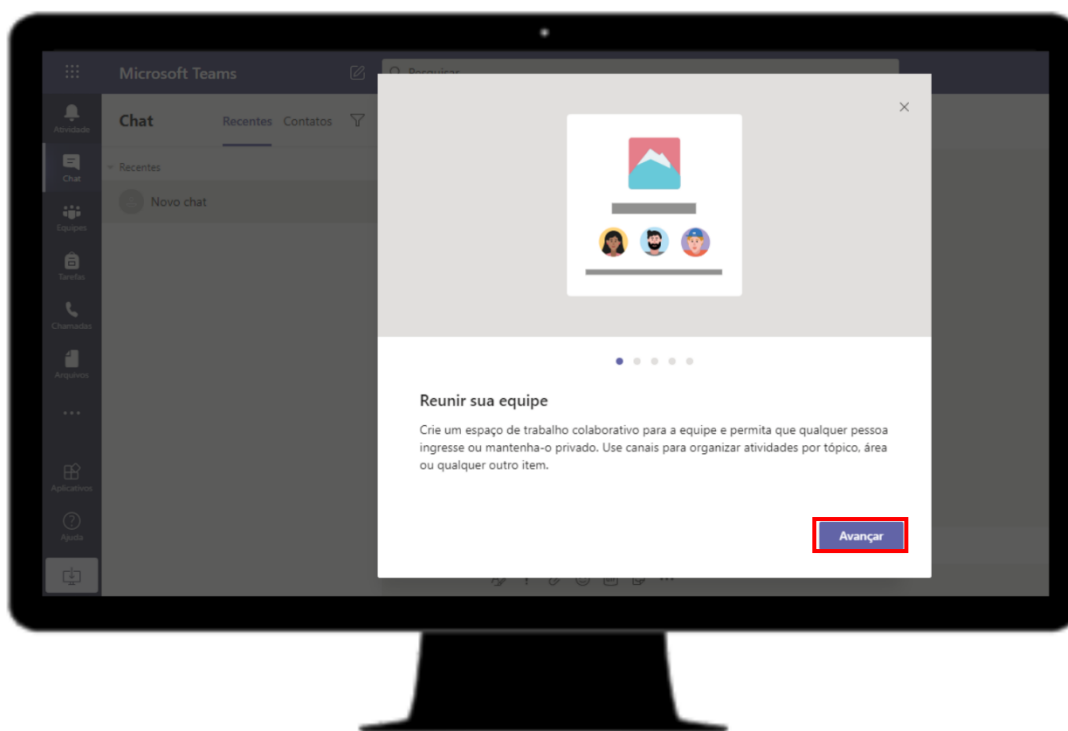 Microsoft Teams
Pesquisar
Atividade
Chat
Equipes
Tarefas
Chamadas
Arquivos
Aplicativos
Ajuda
Chat
Recentes
Contatos
Recentes
Novo chat
Reunir sua equipe
Crie um espaço de trabalho colaborativo para a equipe e permita que qualquer pessoa
ingresse ou mantenha-o privado. Use canais para organizar atividades por tópico, área
ou qualquer outro item.
Avançar